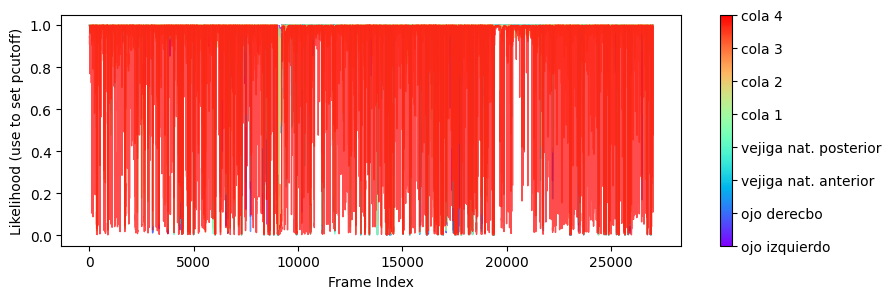 1.0
0.8
0.6
0.4
0.2
0.0
Likelihood (use to set pcutoff)
0
5000
10000
15000
20000
25000
Frame Index
cola 4
cola 3
cola 2
cola 1
vejiga nat. posterior
vejiga nat. anterior
ojo derecbo
ojo izquierdo